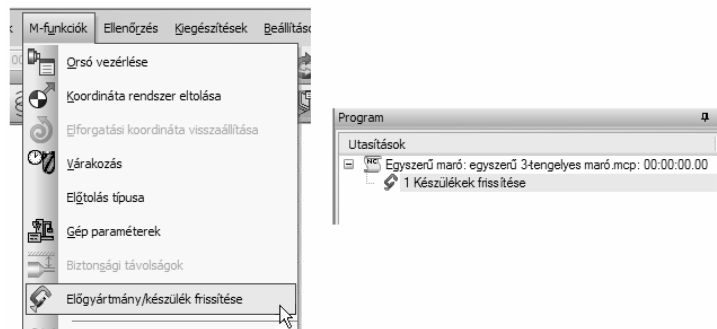 M-funkciók Ellenőrzés Kiegészítések
Orsó vezérlése
Koordináta rendszer eltolása
Elforgatási koordináta visszaállítása
Várakozás
Előtolás típusa
Gép paraméterek
Biztonsági távolságok
Előgyártmány/készülék frissítése
Program
Utasítások
NC Egyszerű maró: egyszerű 3-tengelyes maró.mcp: 00:00:00.00
1 Készülékek frissítése